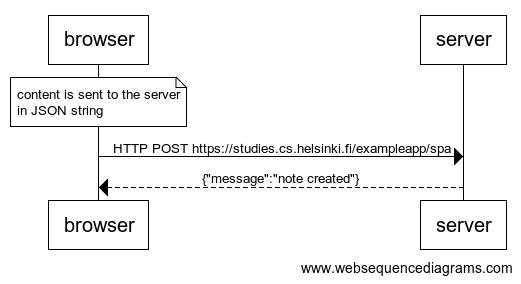 browser
server
content is sent to the server
in JSON string
HTTP POST https://studies.cs.helsinki.fi/exampleapp/spa
{"message":"note created"}
browser
server
www.websequencediagrams.com